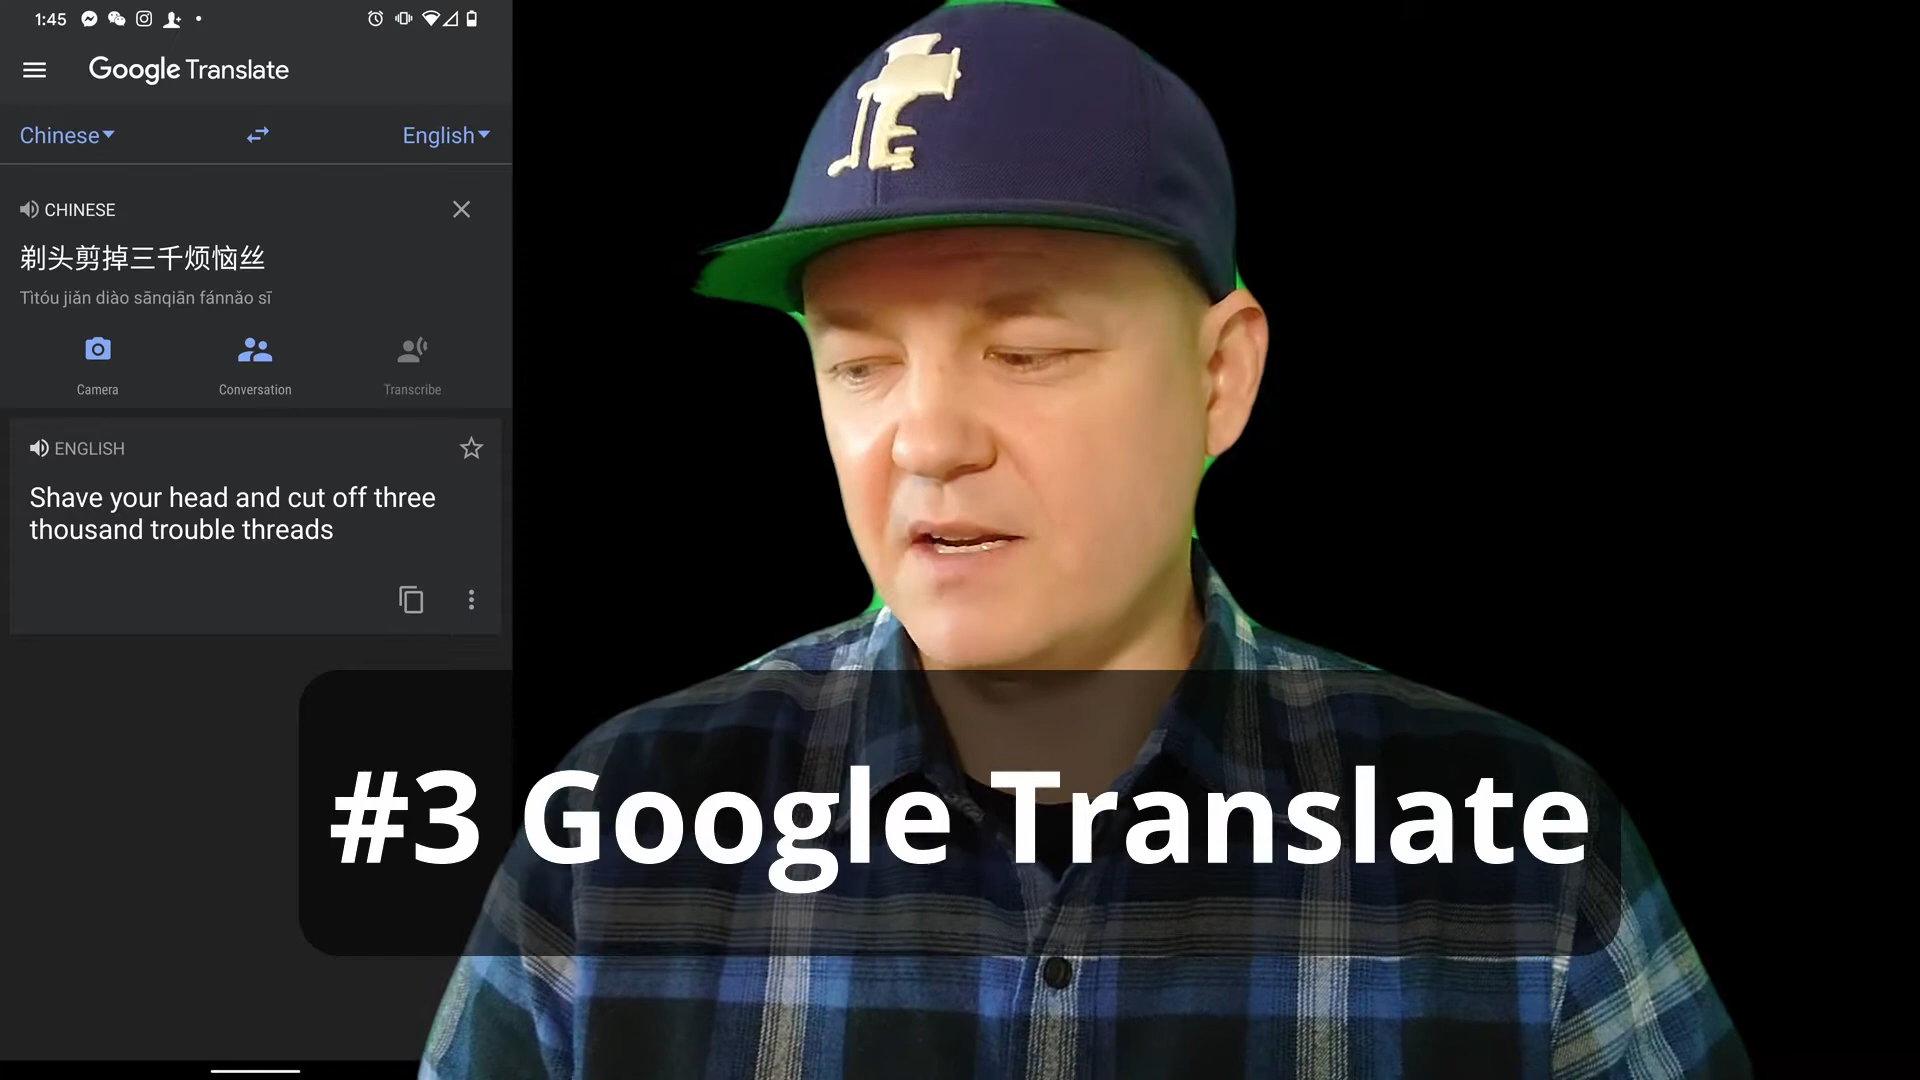 1:45
Google Translate
Chinese
English
CHINESE
剃头剪掉三千烦恼丝
Tìtóu jiǎn diào sānqiān fánnǎo sī
Camera
Conversation
Transcribe
ENGLISH
Shave your head and cut off three
thousand trouble threads
#3 Google Translate